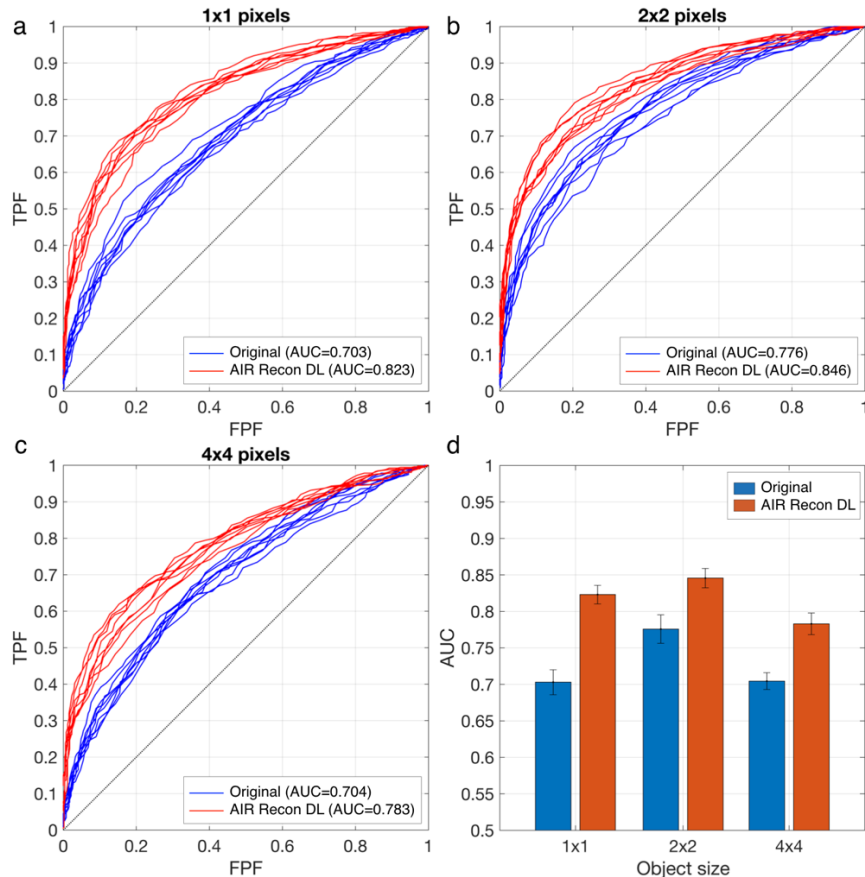 a
1x1 pixels
1
0.9
0.8
0.7
0.6
0.5
0.4
0.3
0.2
0.1
0
TPF
Original (AUC=0.703)
AIR Recon DL (AUC=0.823)
0 0.2 0.4 0.6 0.8 1
FPF
b
2x2 pixels
1
0.9
0.8
0.7
0.6
0.5
0.4
0.3
0.2
0.1
0
TPF
Original (AUC=0.776)
AIR Recon DL (AUC=0.846)
0 0.2 0.4 0.6 0.8 1
FPF
c
4x4 pixels
1
0.9
0.8
0.7
0.6
0.5
0.4
0.3
0.2
0.1
0
TPF
Original (AUC=0.704)
AIR Recon DL (AUC=0.783)
0 0.2 0.4 0.6 0.8 1
FPF
d
1
0.95
0.9
0.85
0.8
0.75
0.7
0.65
0.6
0.55
0.5
AUC
Original
AIR Recon DL
1x1 2x2 4x4
Object size